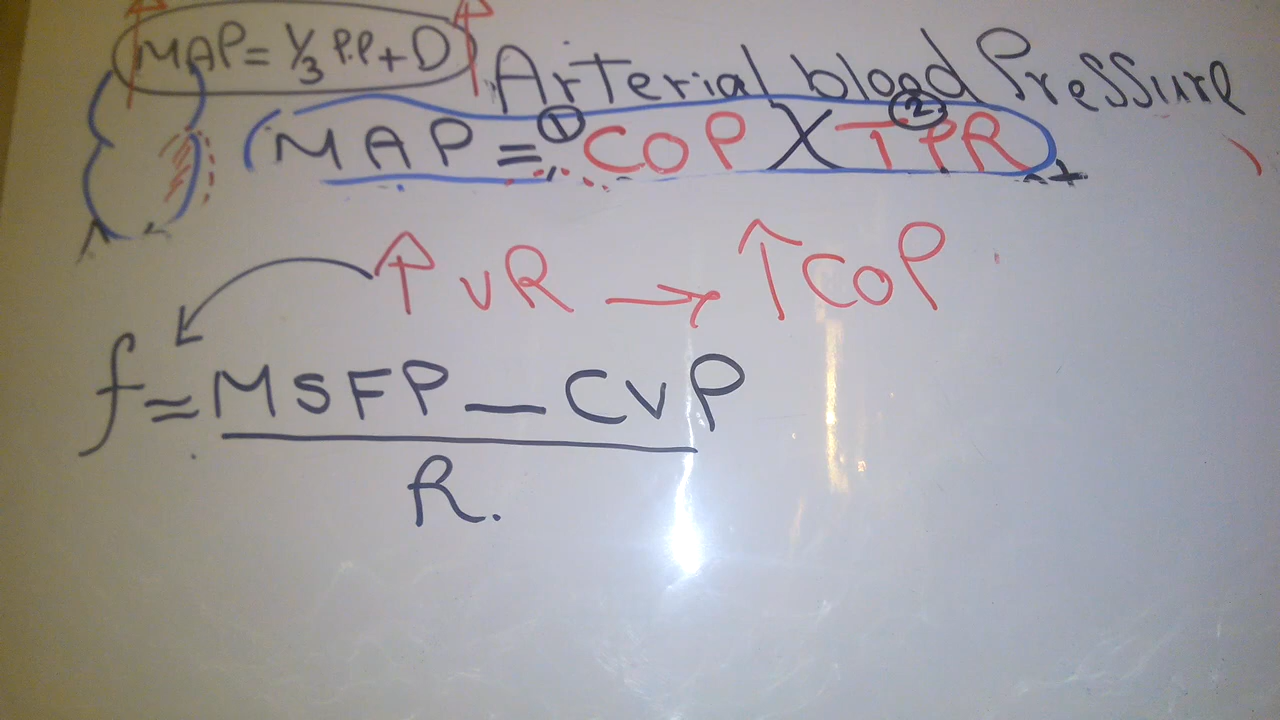 MAP = 1/3 P.P + D
Arterial blood Pressure
MAP = ① COP X ② TPR
↑ VR → ↑ COP
f = MSFP - CVP
R.